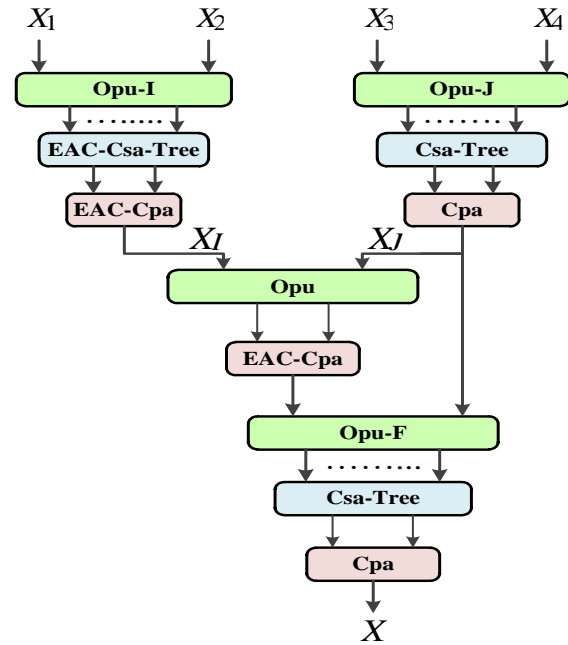 X1 X2 X3 X4
Opu-I Opu-J
EAC-Csa-Tree Csa-Tree
EAC-Cpa Cpa
XI XJ
Opu
EAC-Cpa
Opu-F
Csa-Tree
Cpa
X